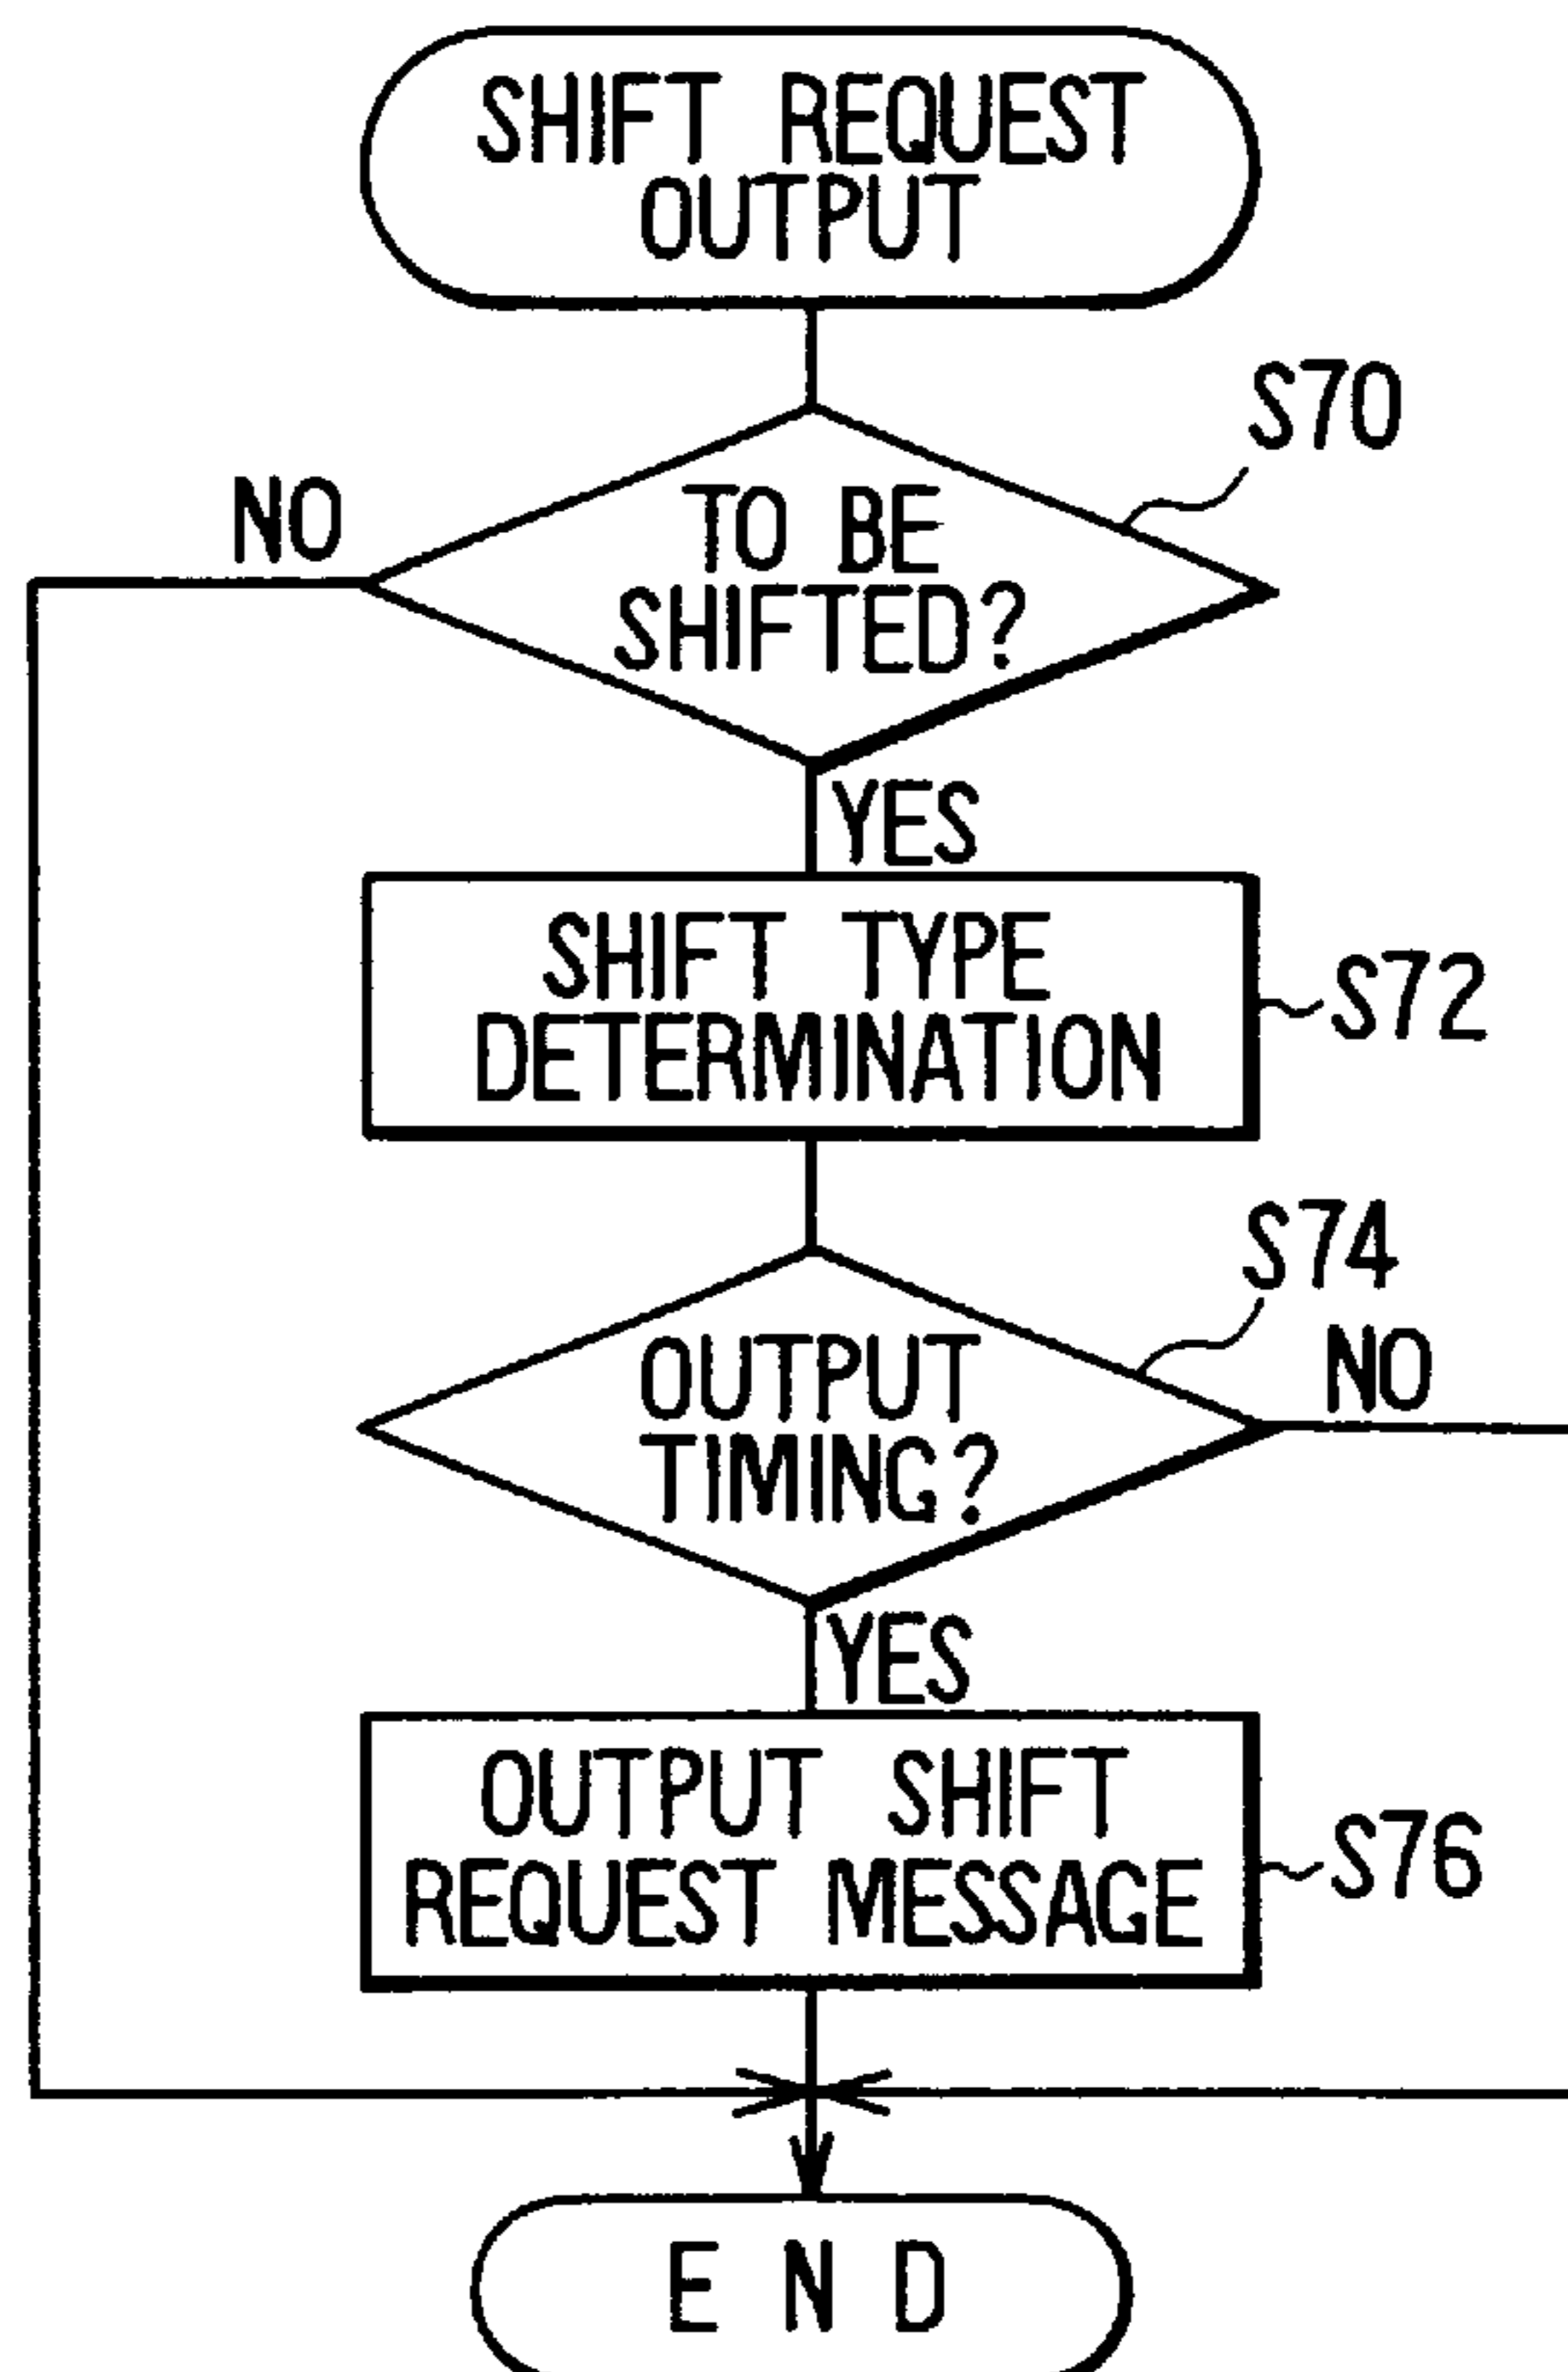 SHIFT REQUEST
OUTPUT
S70
NO
TO BE
SHIFTED?
YES
SHIFT TYPE
DETERMINATION
S72
S74
OUTPUT
TIMING?
NO
YES
OUTPUT SHIFT
REQUEST MESSAGE
S76
END